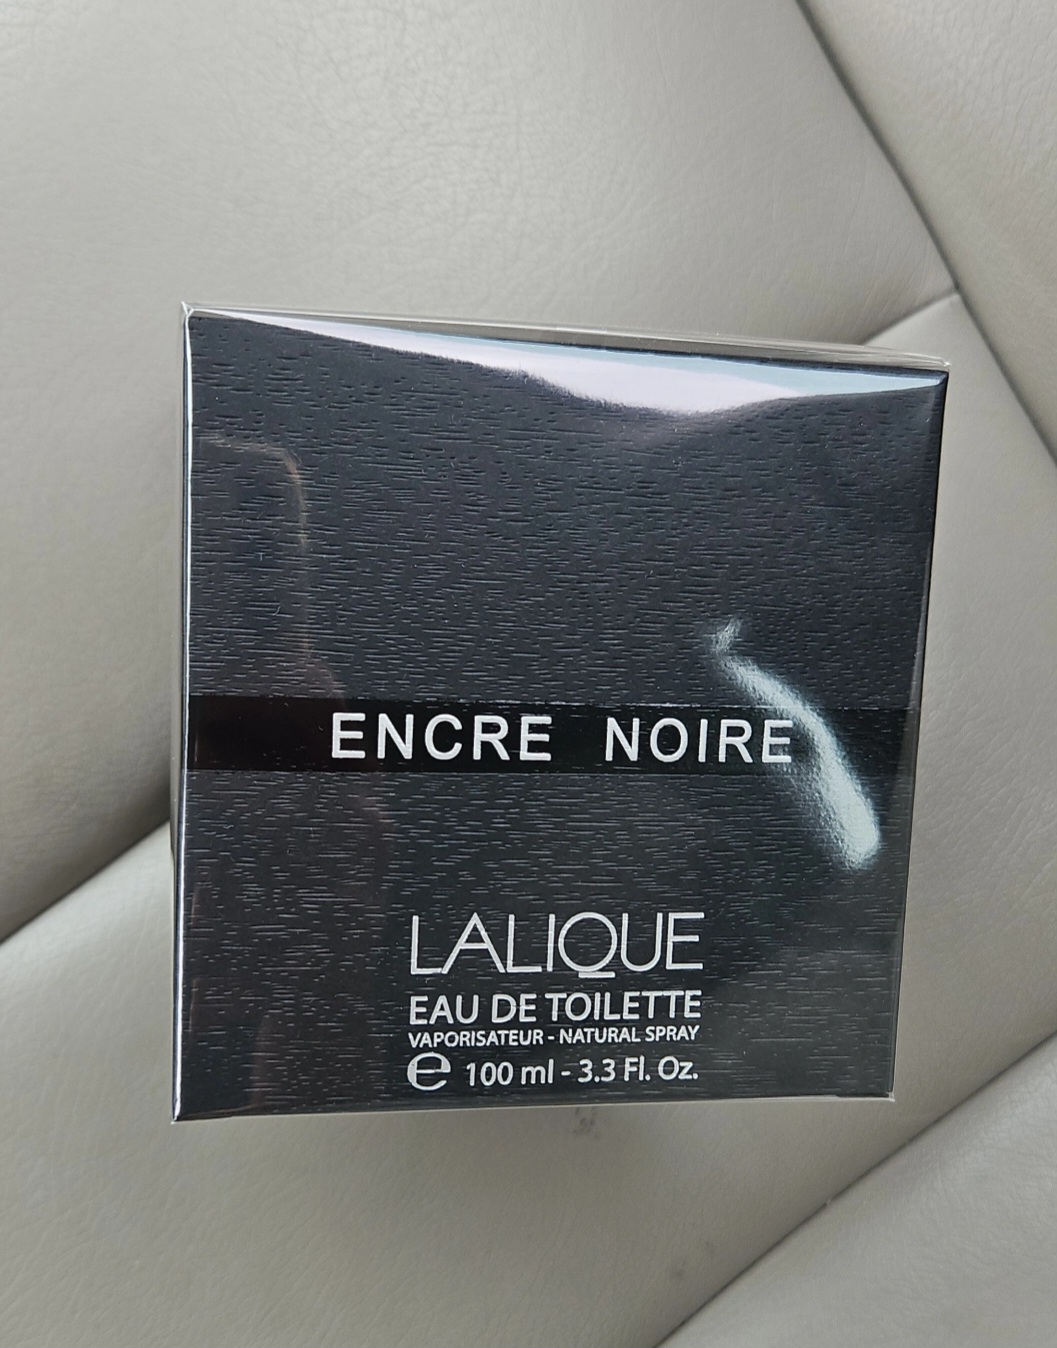 ENCRE NOIRE
LALIQUE
EAU DE TOILETTE
VAPORISATEUR - NATURAL SPRAY
e 100 ml - 3.3 Fl. Oz.